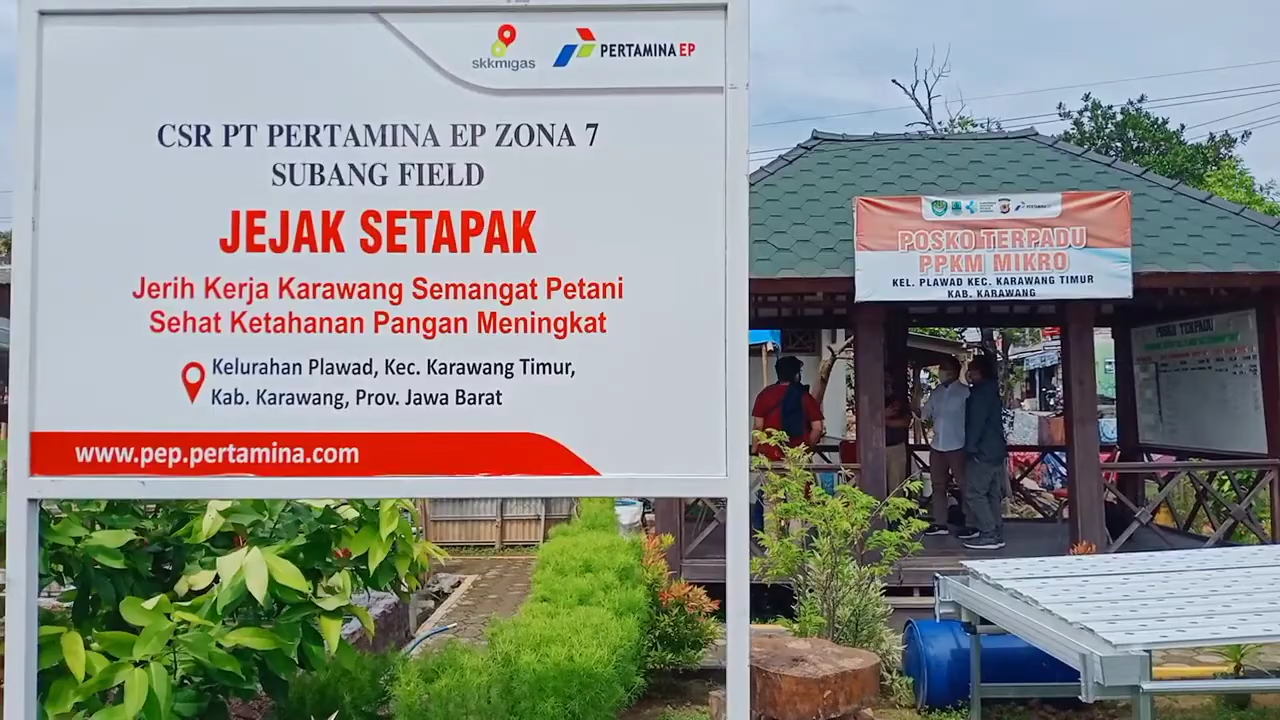 skkmigas
PERTAMINA EP
CSR PT PERTAMINA EP ZONA 7
SUBANG FIELD
JEJAK SETAPAK
Jerih Kerja Karawang Semangat Petani
Sehat Ketahanan Pangan Meningkat
Kelurahan Plawad, Kec. Karawang Timur,
Kab. Karawang, Prov. Jawa Barat
www.pep.pertamina.com
PERTAMINA
POSKO TERPADU
PPKM MIKRO
KEL. PLAWAD KEC. KARAWANG TIMUR
KAB. KARAWANG
POSKO TERPADU